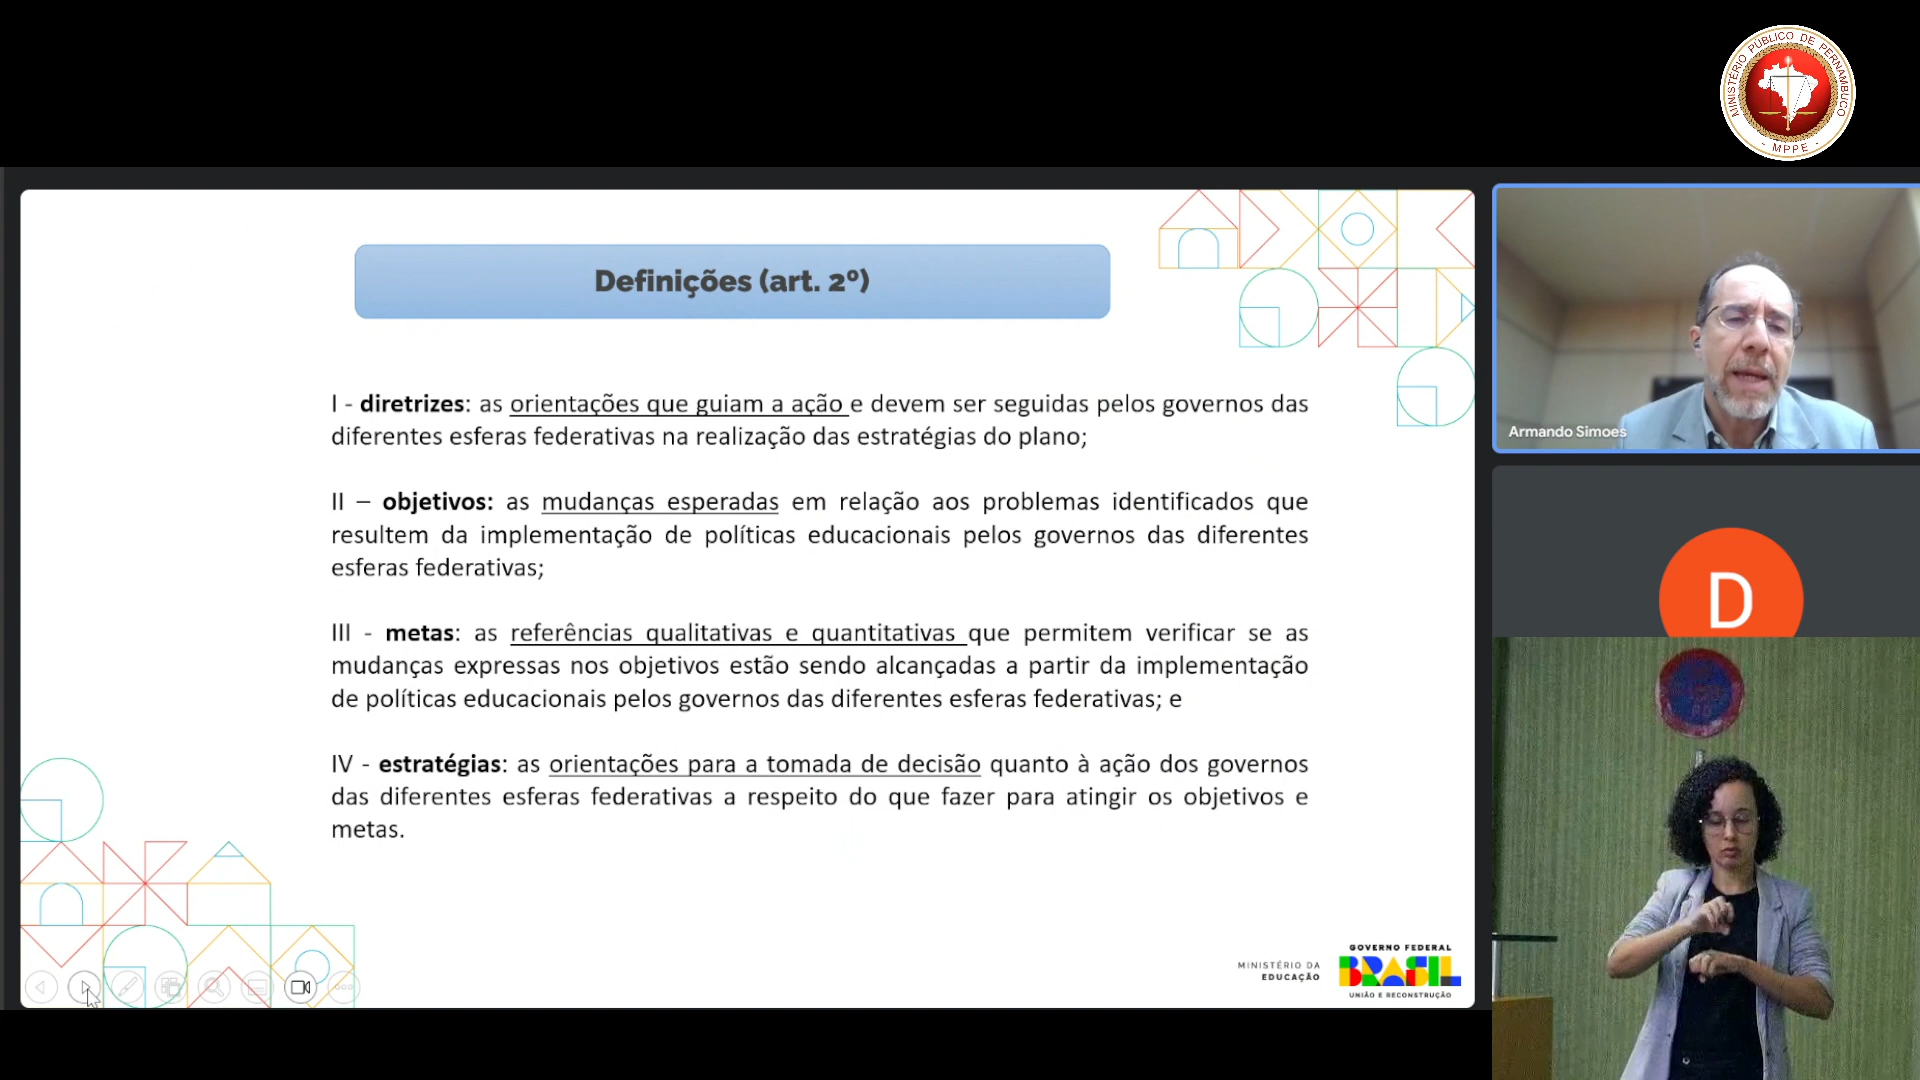 MINISTÉRIO PÚBLICO DE PERNAMBUCO
- MPPE -
Definições (art. 2º)
I - diretrizes: as orientações que guiam a ação e devem ser seguidas pelos governos das
diferentes esferas federativas na realização das estratégias do plano;
II – objetivos: as mudanças esperadas em relação aos problemas identificados que
resultem da implementação de políticas educacionais pelos governos das diferentes
esferas federativas;
III - metas: as referências qualitativas e quantitativas que permitem verificar se as
mudanças expressas nos objetivos estão sendo alcançadas a partir da implementação
de políticas educacionais pelos governos das diferentes esferas federativas; e
IV - estratégias: as orientações para a tomada de decisão quanto à ação dos governos
das diferentes esferas federativas a respeito do que fazer para atingir os objetivos e
metas.
MINISTÉRIO DA
EDUCAÇÃO
GOVERNO FEDERAL
BRASIL
UNIÃO E RECONSTRUÇÃO
Armando Simoes
D